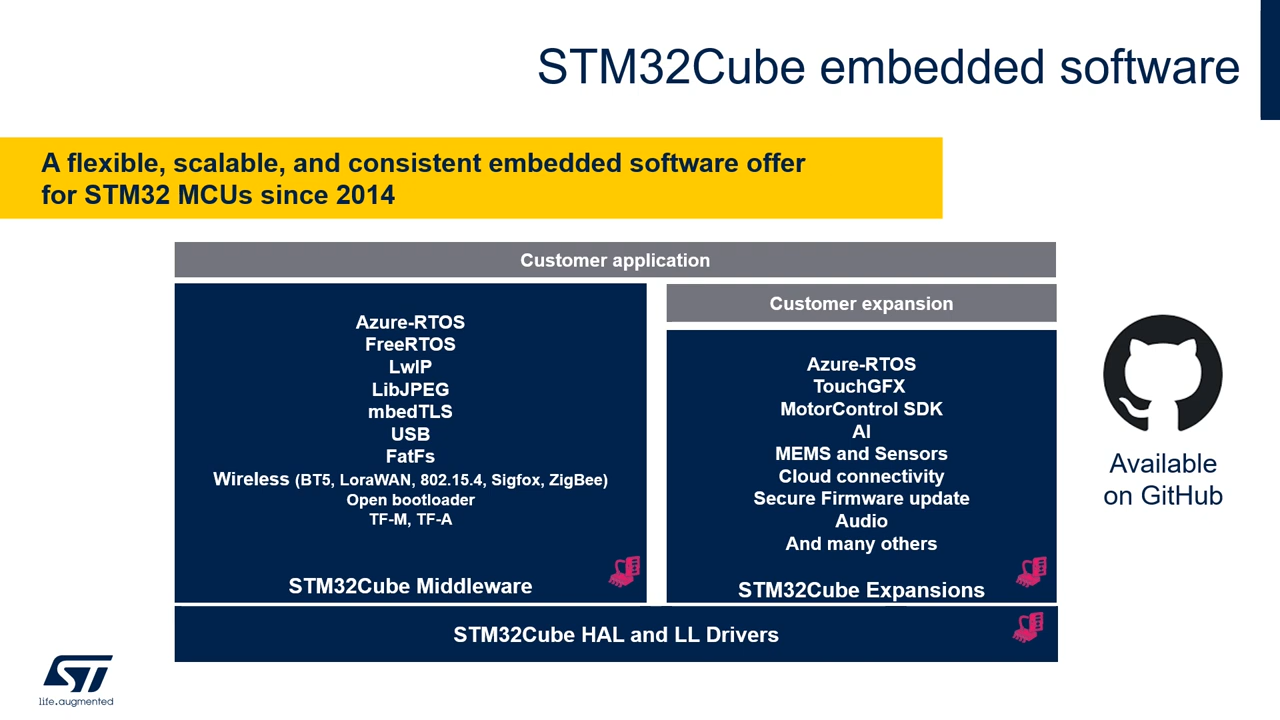 STM32Cube embedded software
A flexible, scalable, and consistent embedded software offer
for STM32 MCUs since 2014
Customer application
Azure-RTOS
FreeRTOS
LwIP
LibJPEG
mbedTLS
USB
FatFs
Wireless (BT5, LoraWAN, 802.15.4, Sigfox, ZigBee)
Open bootloader
TF-M, TF-A
STM32Cube Middleware
Customer expansion
Azure-RTOS
TouchGFX
MotorControl SDK
AI
MEMS and Sensors
Cloud connectivity
Secure Firmware update
Audio
And many others
STM32Cube Expansions
STM32Cube HAL and LL Drivers
Available
on GitHub
ST
life.augmented